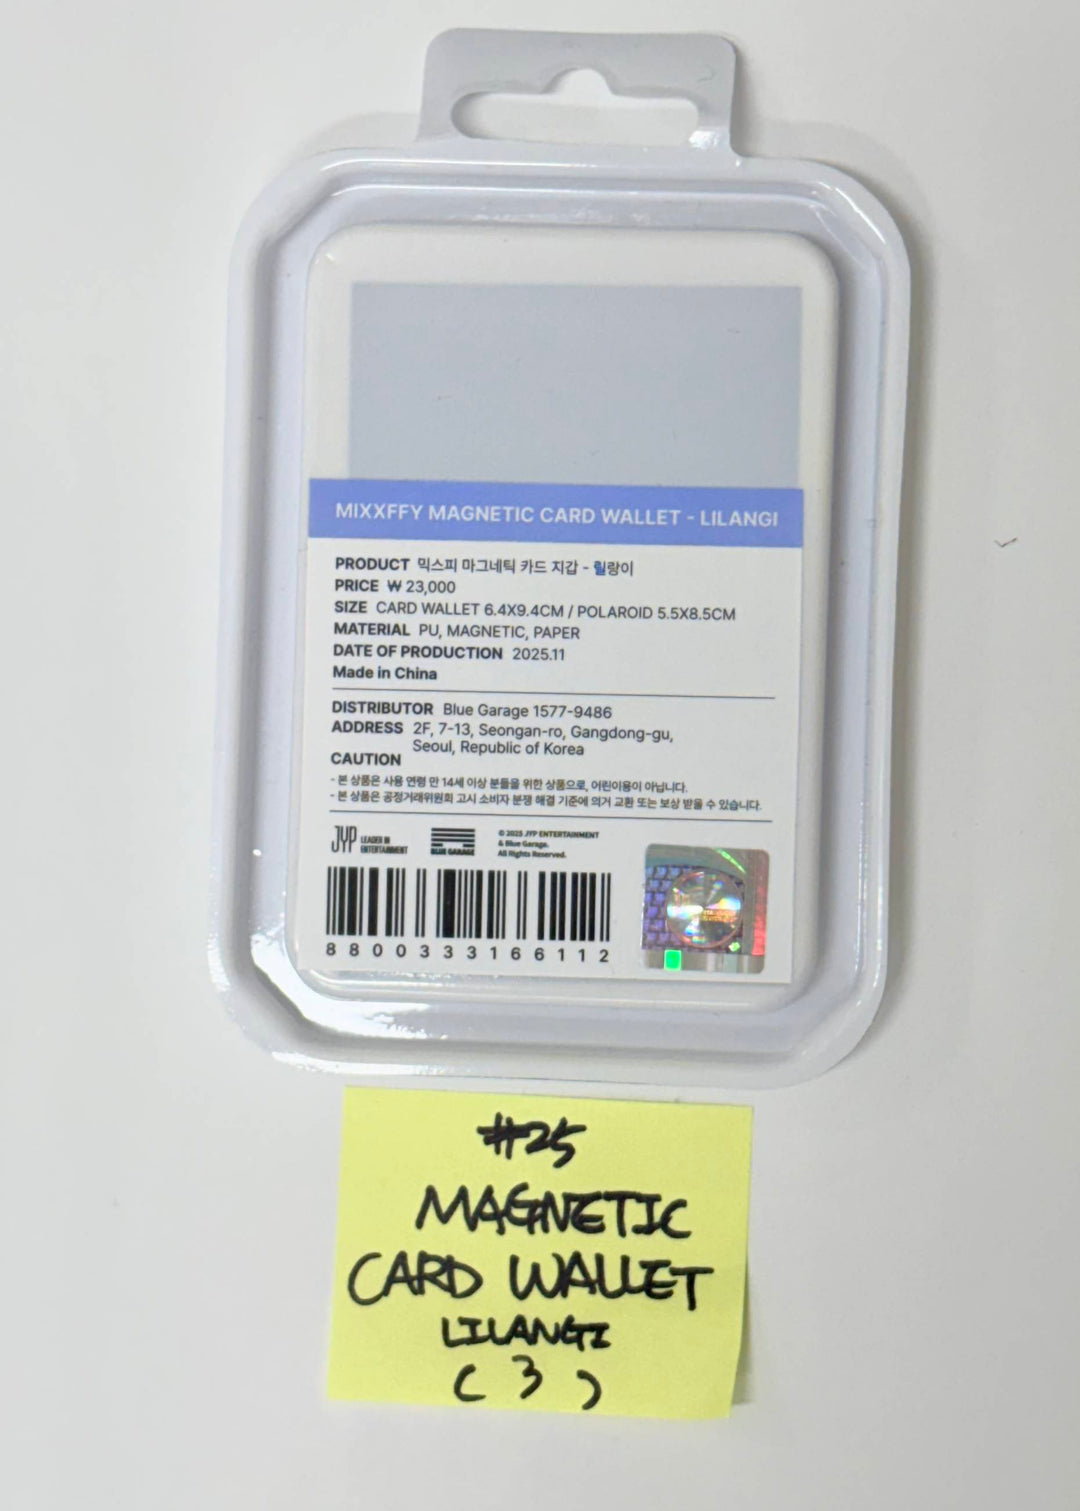 MIXXFFY MAGNETIC CARD WALLET - LILANGI
PRODUCT 믹스피 마그네틱 카드 지갑 - 릴랑이
PRICE ₩ 23,000
SIZE CARD WALLET 6.4X9.4CM / POLAROID 5.5X8.5CM
MATERIAL PU, MAGNETIC, PAPER
DATE OF PRODUCTION 2025.11
Made in China
DISTRIBUTOR Blue Garage 1577-9486
ADDRESS 2F, 7-13, Seongan-ro, Gangdong-gu,
Seoul, Republic of Korea
CAUTION
- 본 상품은 사용 연령 만 14세 이상 분들을 위한 상품으로, 어린이용이 아닙니다.
- 본 상품은 공정거래위원회 고시 소비자 분쟁 해결 기준에 의거 교환 또는 보상 받을 수 있습니다.
JYP LEADER IN
ENTERTAINMENT
BLUE GARAGE
© 2025 JYP ENTERTAINMENT
& Blue Garage.
All Rights Reserved.
8800333166112
#25
MAGNETIC
CARD WALLET
LILANGI
( 3 )